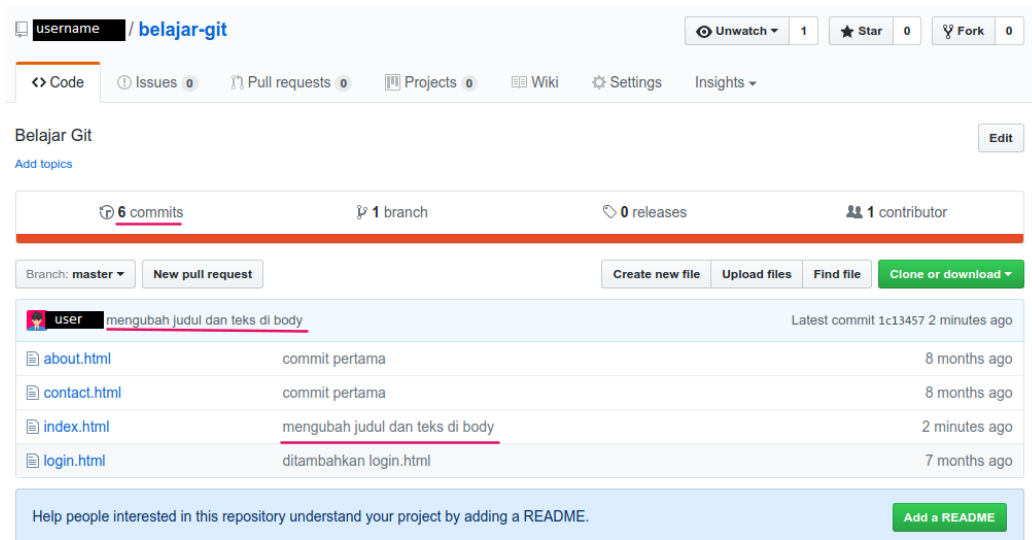 username / belajar-git Unwatch 1 Star 0 Fork 0
Code Issues 0 Pull requests 0 Projects 0 Wiki Settings Insights
Belajar Git Edit
Add topics
6 commits 1 branch 0 releases 1 contributor
Branch: master New pull request Create new file Upload files Find file Clone or download
user mengubah judul dan teks di body Latest commit 1c13457 2 minutes ago
about.html commit pertama 8 months ago
contact.html commit pertama 8 months ago
index.html mengubah judul dan teks di body 2 minutes ago
login.html ditambahkan login.html 7 months ago
Help people interested in this repository understand your project by adding a README. Add a README